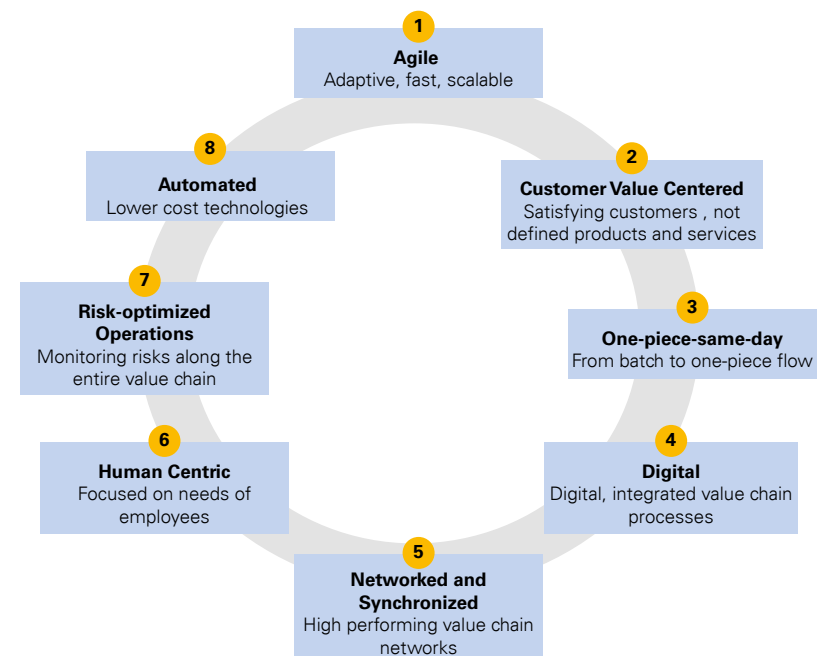 1
Agile
Adaptive, fast, scalable
2
Customer Value Centered
Satisfying customers , not
defined products and services
3
One-piece-same-day
From batch to one-piece flow
4
Digital
Digital, integrated value chain
processes
5
Networked and
Synchronized
High performing value chain
networks
6
Human Centric
Focused on needs of
employees
7
Risk-optimized
Operations
Monitoring risks along the
entire value chain
8
Automated
Lower cost technologies